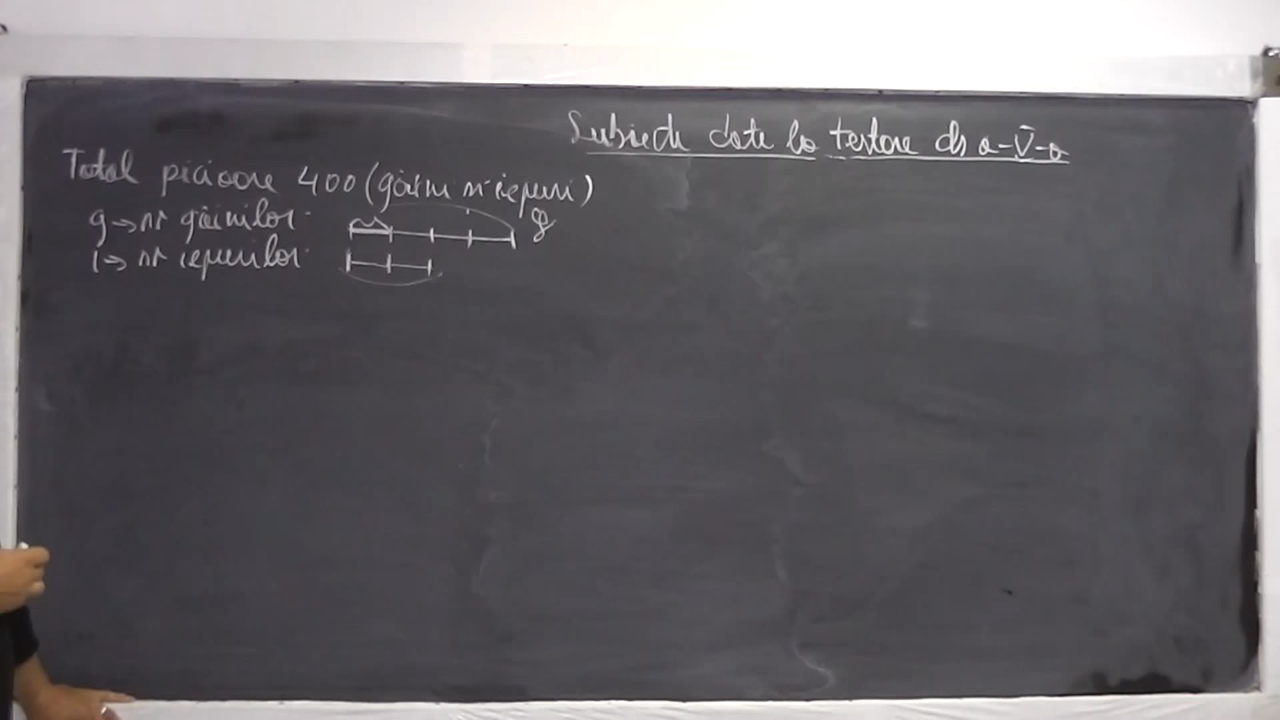 Subiecte date la testare cls a-V-a
Total picioare 400 (găini și iepuri)
g→ nr găinilor
i→ nr iepurilor